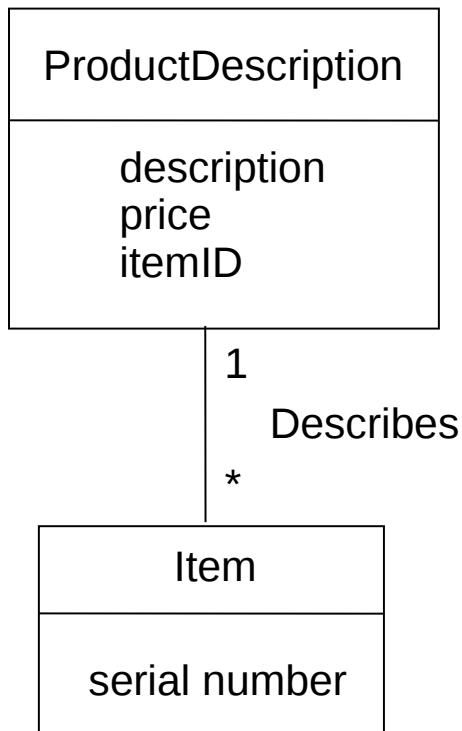 ProductDescription
description
price
itemID
1
Describes
*
Item
serial number